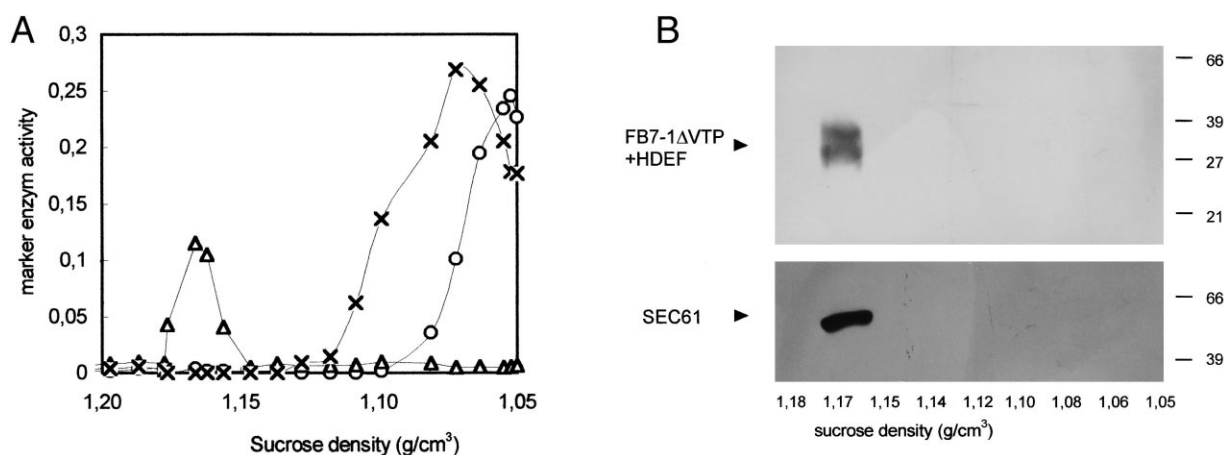 A
0,3
0,25
0,2
0,15
0,1
0,05
0
marker enzym activity
1,20 1,15 1,10 1,05
Sucrose density (g/cm³)
B
FB7-1ΔVTP
+HDEF
66
39
27
21
SEC61
66
39
1,18 1,17 1,15 1,14 1,12 1,10 1,08 1,06 1,05
sucrose density (g/cm³)